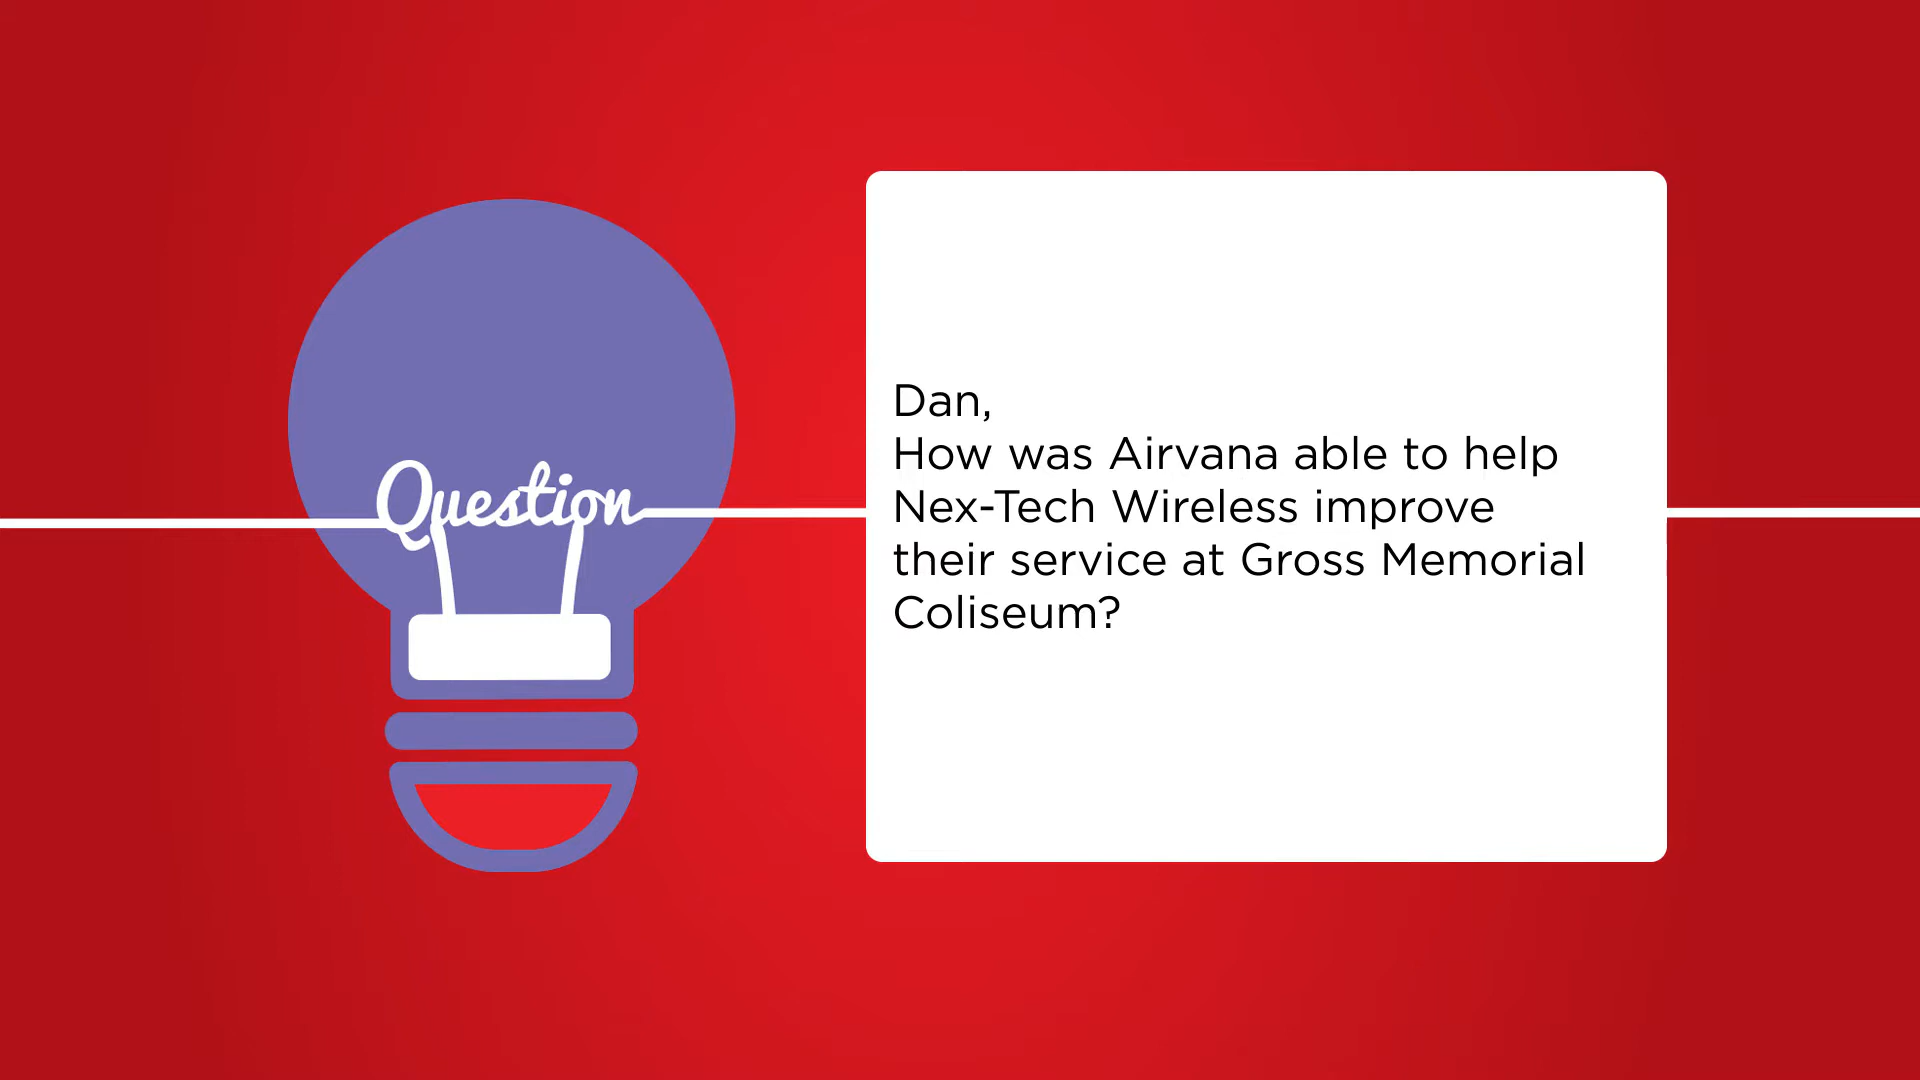 Question
Dan,
How was Airvana able to help
Nex-Tech Wireless improve
their service at Gross Memorial
Coliseum?